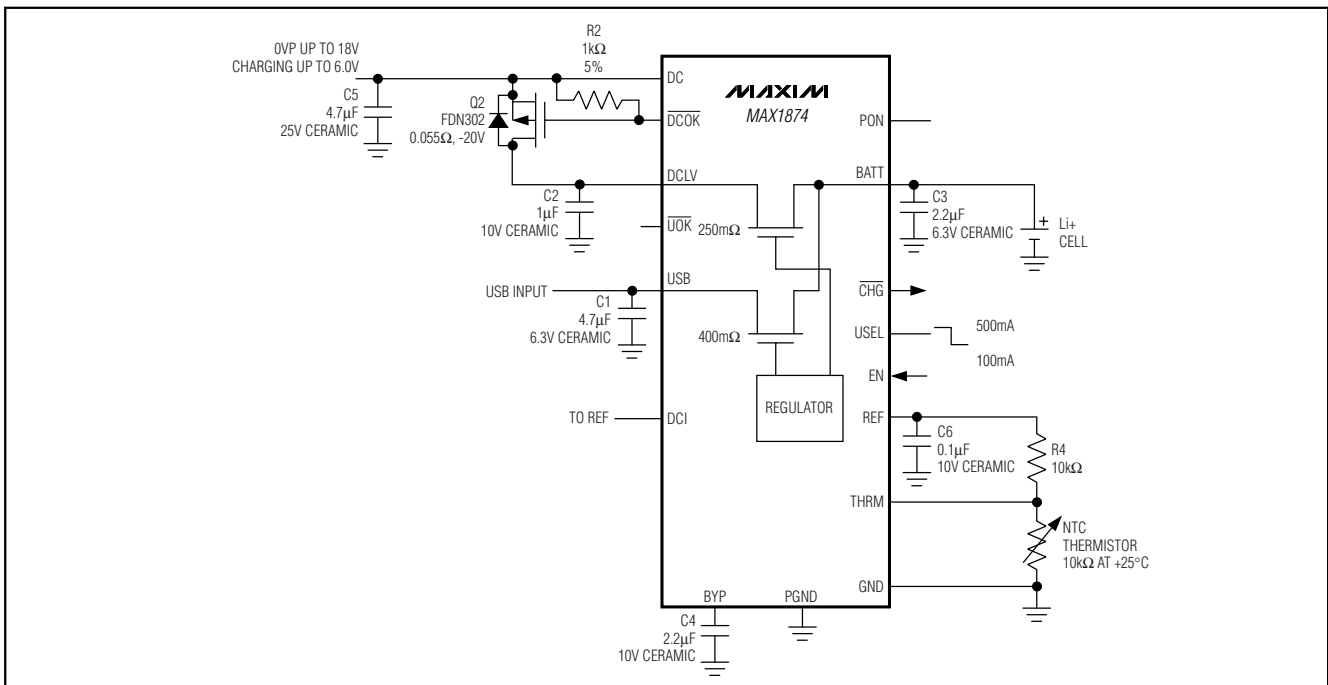 0VP UP TO 18V
CHARGING UP TO 6.0V
C5
4.7µF
25V CERAMIC
Q2
FDN302
0.055Ω, -20V
R2
1kΩ
5%
C2
1µF
10V CERAMIC
USB INPUT
C1
4.7µF
6.3V CERAMIC
TO REF
DC
DCOK
DCLV
UOK
USB
DCI
MAXIM
MAX1874
250mΩ
400mΩ
REGULATOR
PON
BATT
CHG
USEL
EN
REF
THRM
GND
BYP
PGND
C4
2.2µF
10V CERAMIC
C3
2.2µF
6.3V CERAMIC
+
Li+
CELL
500mA
100mA
C6
0.1µF
10V CERAMIC
R4
10kΩ
NTC
THERMISTOR
10kΩ AT +25°C